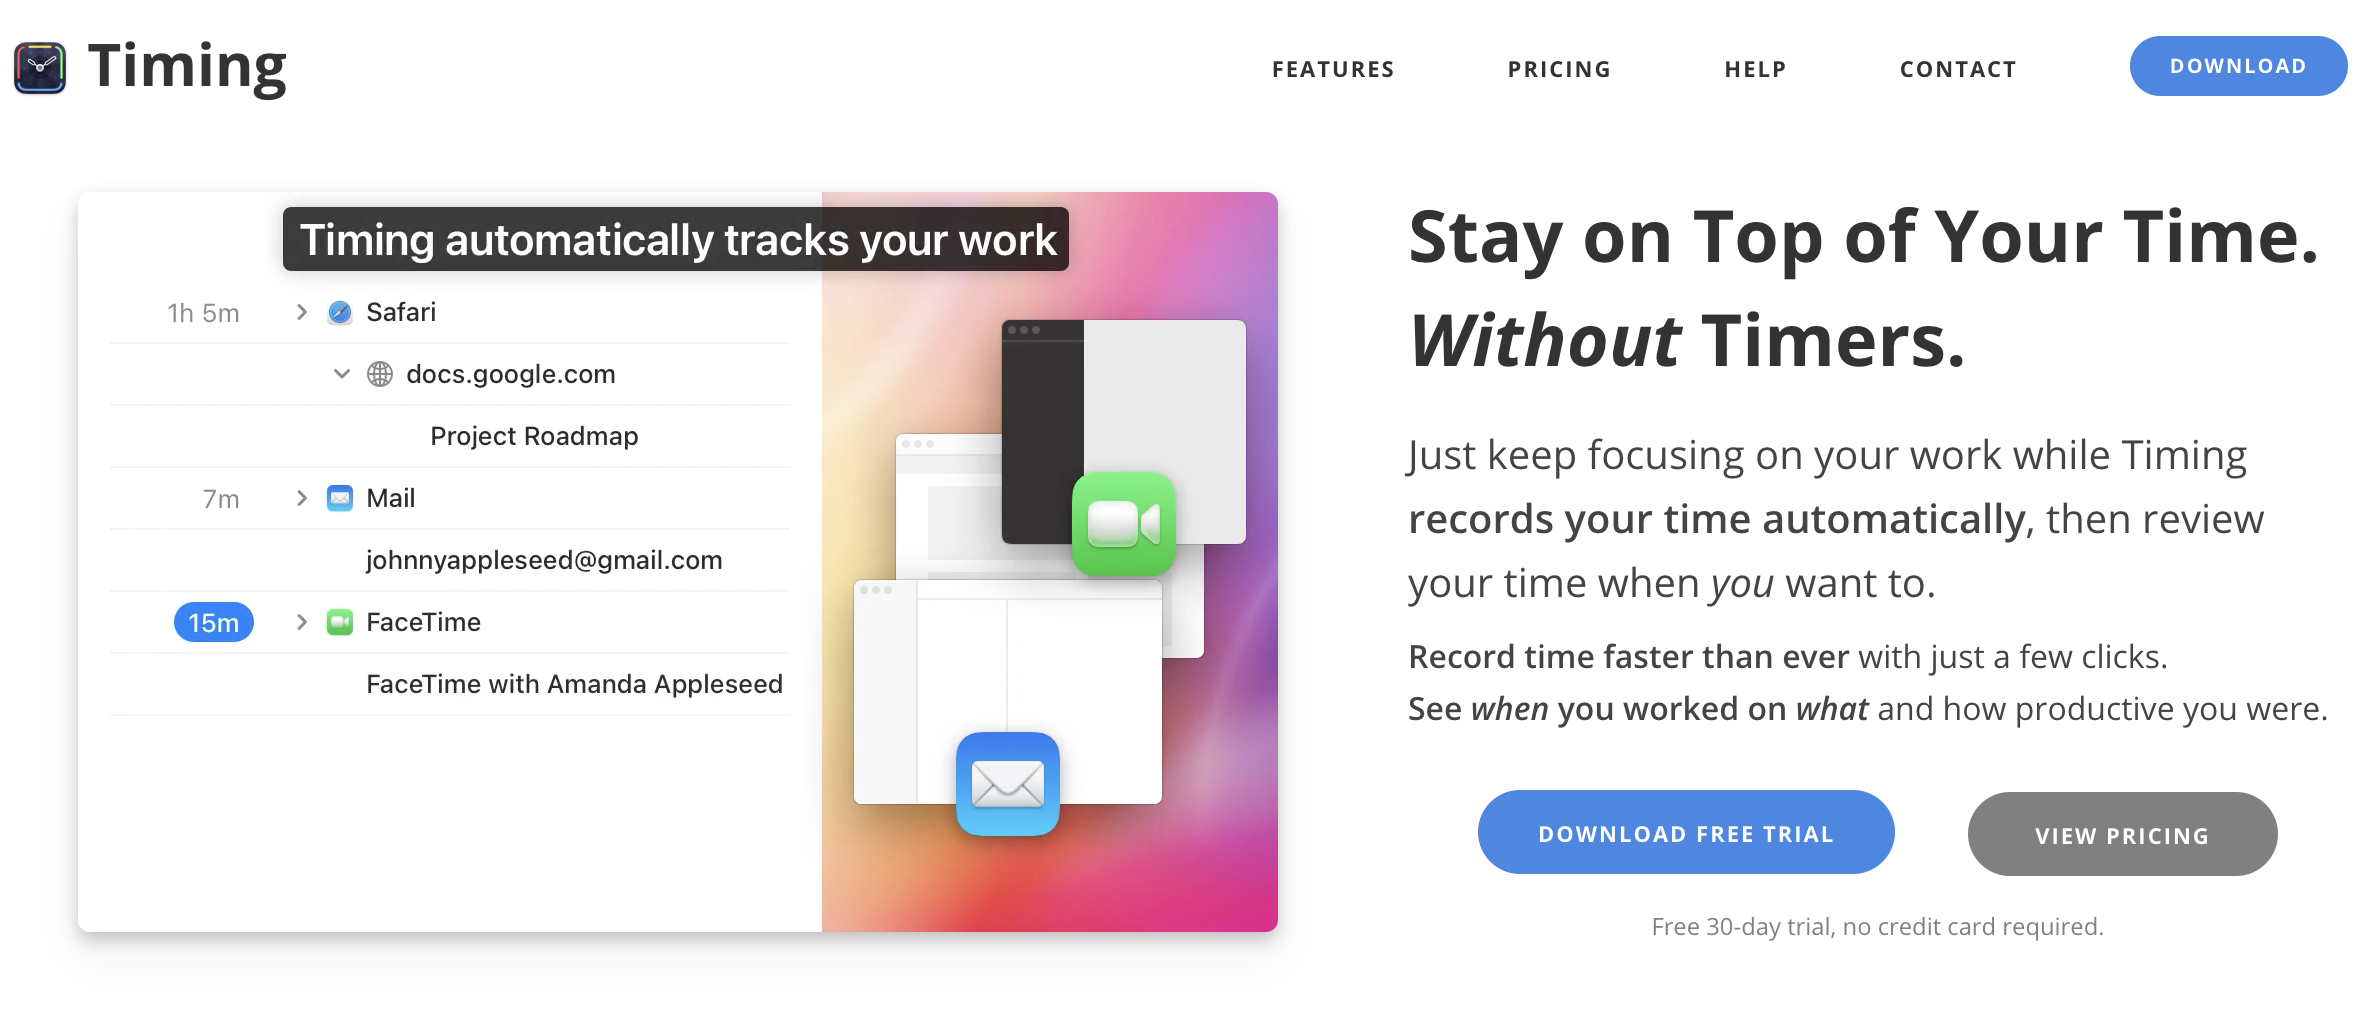 Timing
FEATURES
PRICING
HELP
CONTACT
DOWNLOAD
Timing automatically tracks your work
1h 5m
Safari
docs.google.com
Project Roadmap
7m
Mail
johnnyappleseed@gmail.com
15m
FaceTime
FaceTime with Amanda Appleseed
Stay on Top of Your Time.
Without Timers.
Just keep focusing on your work while Timing
records your time automatically, then review
your time when you want to.
Record time faster than ever with just a few clicks.
See when you worked on what and how productive you were.
DOWNLOAD FREE TRIAL
VIEW PRICING
Free 30-day trial, no credit card required.